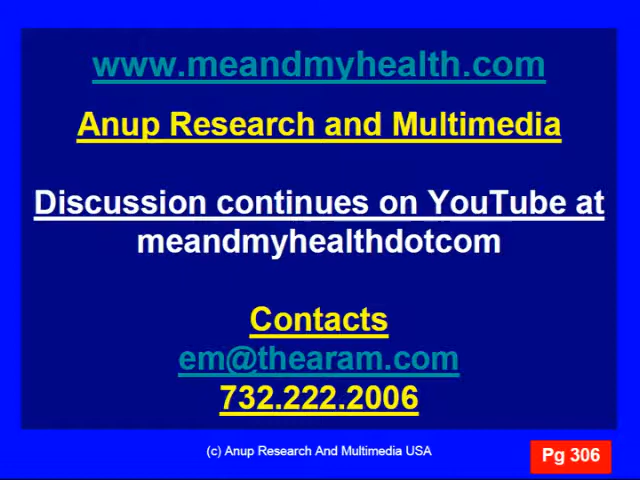 www.meandmyhealth.com
Anup Research and Multimedia
Discussion continues on YouTube at
meandmyhealthdotcom
Contacts
em@thearam.com
732.222.2006
(c) Anup Research And Multimedia USA
Pg 306